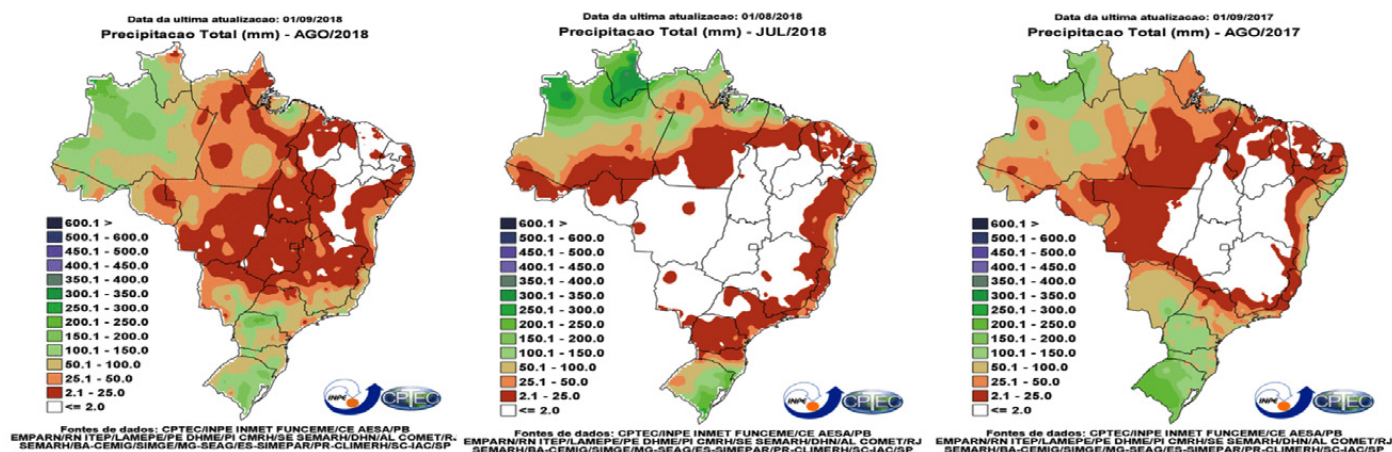 Data da ultima atualizacao: 01/09/2018
Precipitacao Total (mm) - AGO/2018
600.1 >
500.1 - 600.0
450.1 - 500.0
400.1 - 450.0
350.1 - 400.0
300.1 - 350.0
250.1 - 300.0
200.1 - 250.0
150.1 - 200.0
100.1 - 150.0
50.1 - 100.0
25.1 - 50.0
2.1 - 25.0
<= 2.0
INPE
CPTEC
Fontes de dados: CPTEC/INPE INMET FUNCEME/CE AESA/PB
EMPARN/RN ITEP/LAMEPE/PE DHME/PI CMRH/SE SEMARH/DHN/AL COMET/RJ
SEMARH/BA-CEMIG/SIMGE/MG-SEAG/ES-SIMEPAR/PR-CLIMERH/SC-IAC/SP
Data da ultima atualizacao: 01/08/2018
Precipitacao Total (mm) - JUL/2018
600.1 >
500.1 - 600.0
450.1 - 500.0
400.1 - 450.0
350.1 - 400.0
300.1 - 350.0
250.1 - 300.0
200.1 - 250.0
150.1 - 200.0
100.1 - 150.0
50.1 - 100.0
25.1 - 50.0
2.1 - 25.0
<= 2.0
INPE
CPTEC
Fontes de dados: CPTEC/INPE INMET FUNCEME/CE AESA/PB
EMPARN/RN ITEP/LAMEPE/PE DHME/PI CMRH/SE SEMARH/DHN/AL COMET/RJ
SEMARH/BA-CEMIG/SIMGE/MG-SEAG/ES-SIMEPAR/PR-CLIMERH/SC-IAC/SP
Data da ultima atualizacao: 01/09/2017
Precipitacao Total (mm) - AGO/2017
600.1 >
500.1 - 600.0
450.1 - 500.0
400.1 - 450.0
350.1 - 400.0
300.1 - 350.0
250.1 - 300.0
200.1 - 250.0
150.1 - 200.0
100.1 - 150.0
50.1 - 100.0
25.1 - 50.0
2.1 - 25.0
<= 2.0
INPE
CPTEC
Fontes de dados: CPTEC/INPE INMET FUNCEME/CE AESA/PB
EMPARN/RN ITEP/LAMEPE/PE DHME/PI CMRH/SE SEMARH/DHN/AL COMET/RJ
SEMARH/BA-CEMIG/SIMGE/MG-SEAG/ES-SIMEPAR/PR-CLIMERH/SC-IAC/SP